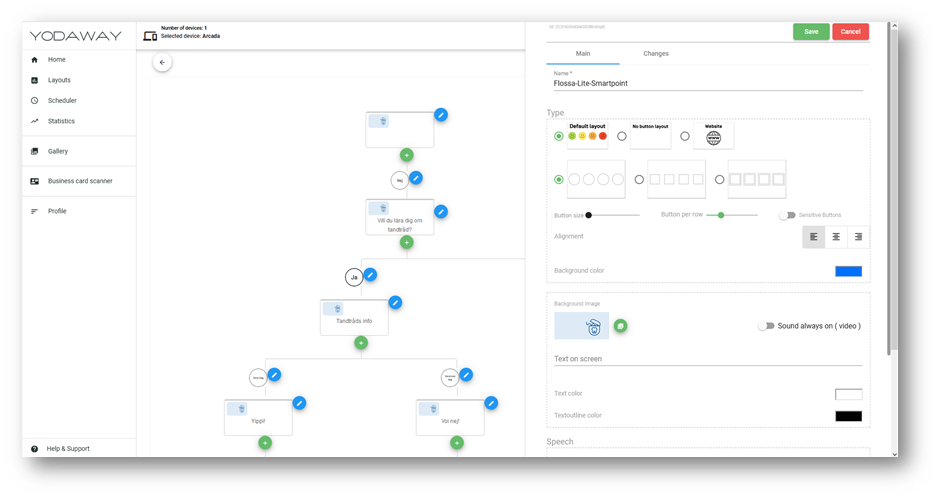 YODAWAY
Home
Layouts
Scheduler
Statistics
Gallery
Business card scanner
Profile
Help & Support
Number of devices: 1
Selected device: Arcada
Hej
Vill du lära dig om
tandtråd?
Ja
Tandtråds info
Yippi!
Voi nej!
Save
Cancel
Main
Changes
Name *
Flossa-Lite-Smartpoint
Type
Default layout
No button layout
Website
WWW
Button size
Button per row
Sensitive Buttons
Alignment
Background color
Background image
Sound always on ( video )
Text on screen
Text color
Textoutline color
Speech